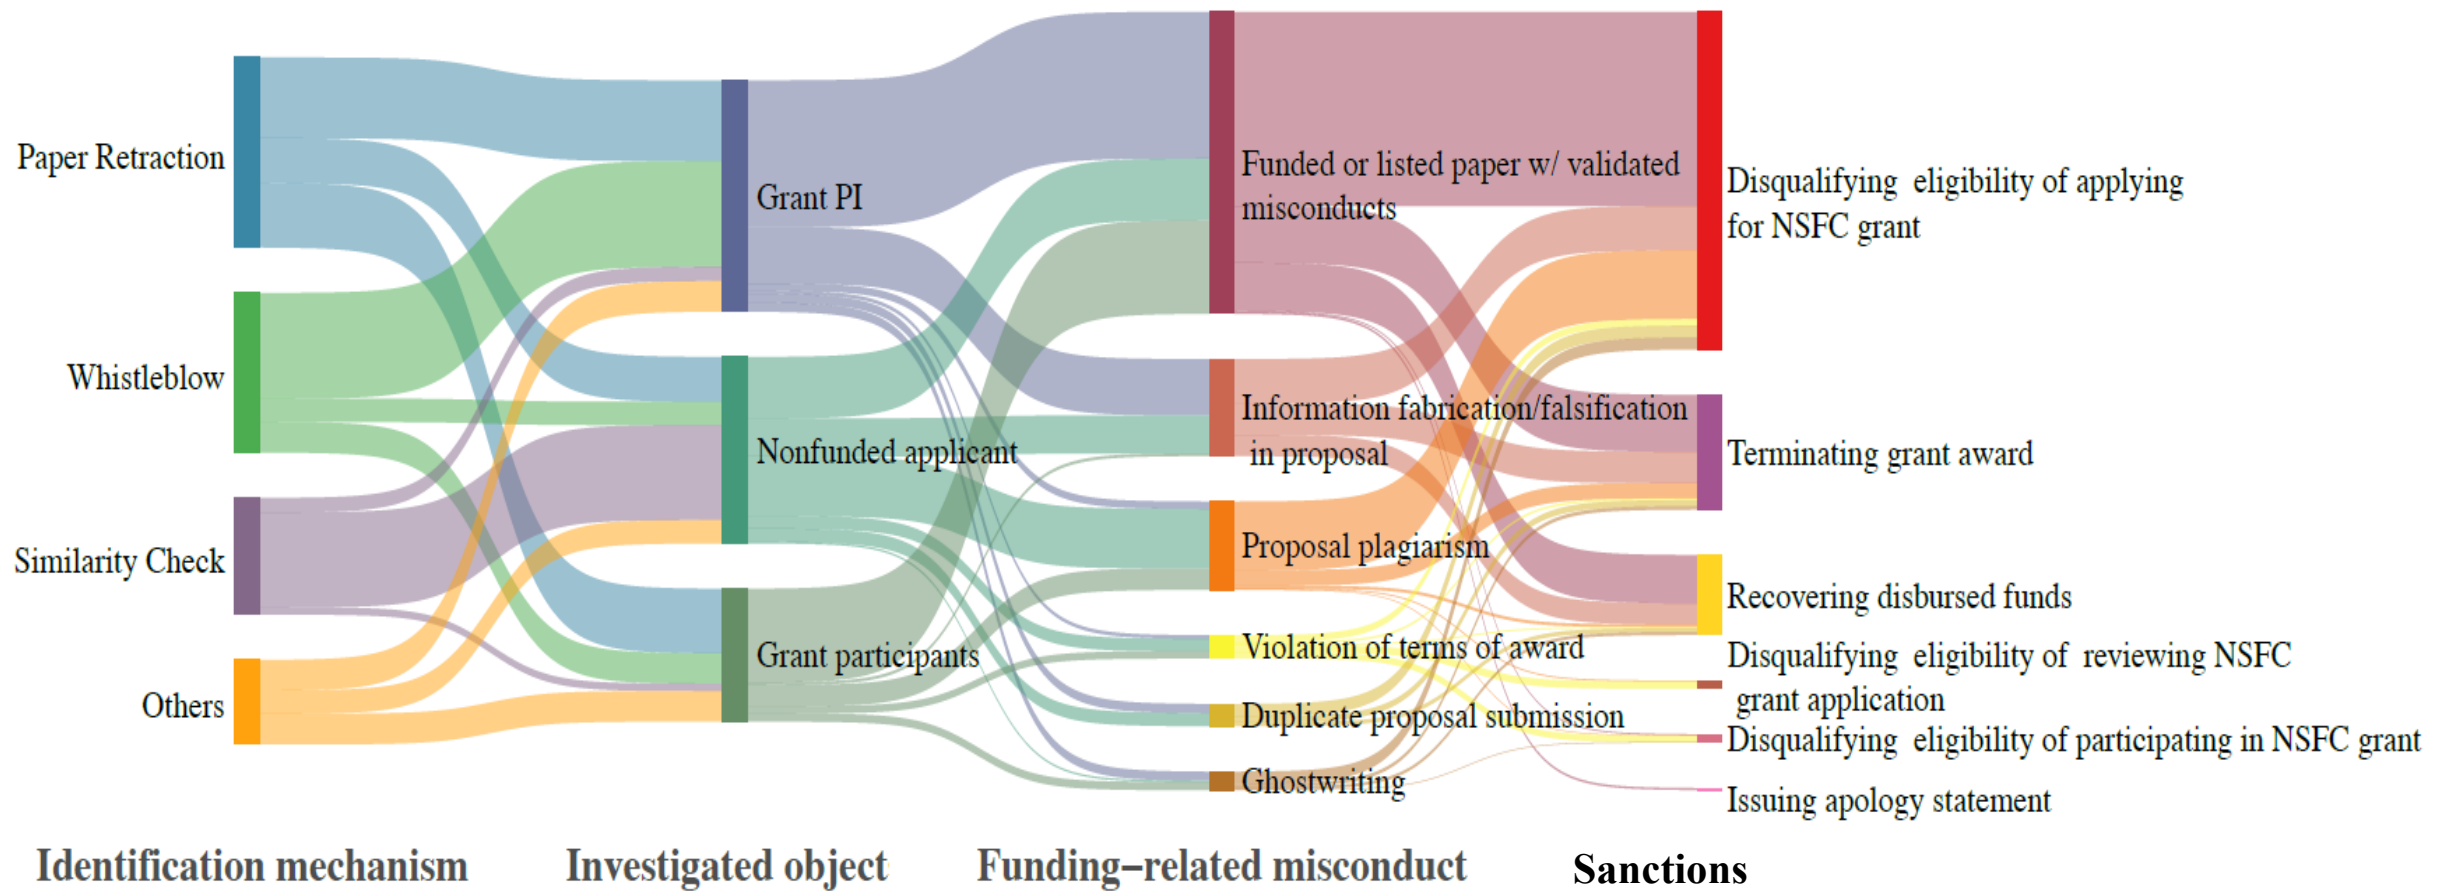 Paper Retraction
Whistleblow
Similarity Check
Others
Grant PI
Nonfunded applicant
Grant participants
Funded or listed paper w/ validated
misconducts
Information fabrication/falsification
in proposal
Proposal plagiarism
Violation of terms of award
Duplicate proposal submission
Ghostwriting
Disqualifying eligibility of applying
for NSFC grant
Terminating grant award
Recovering disbursed funds
Disqualifying eligibility of reviewing NSFC
grant application
Disqualifying eligibility of participating in NSFC grant
Issuing apology statement
Identification mechanism
Investigated object
Funding−related misconduct
Sanctions